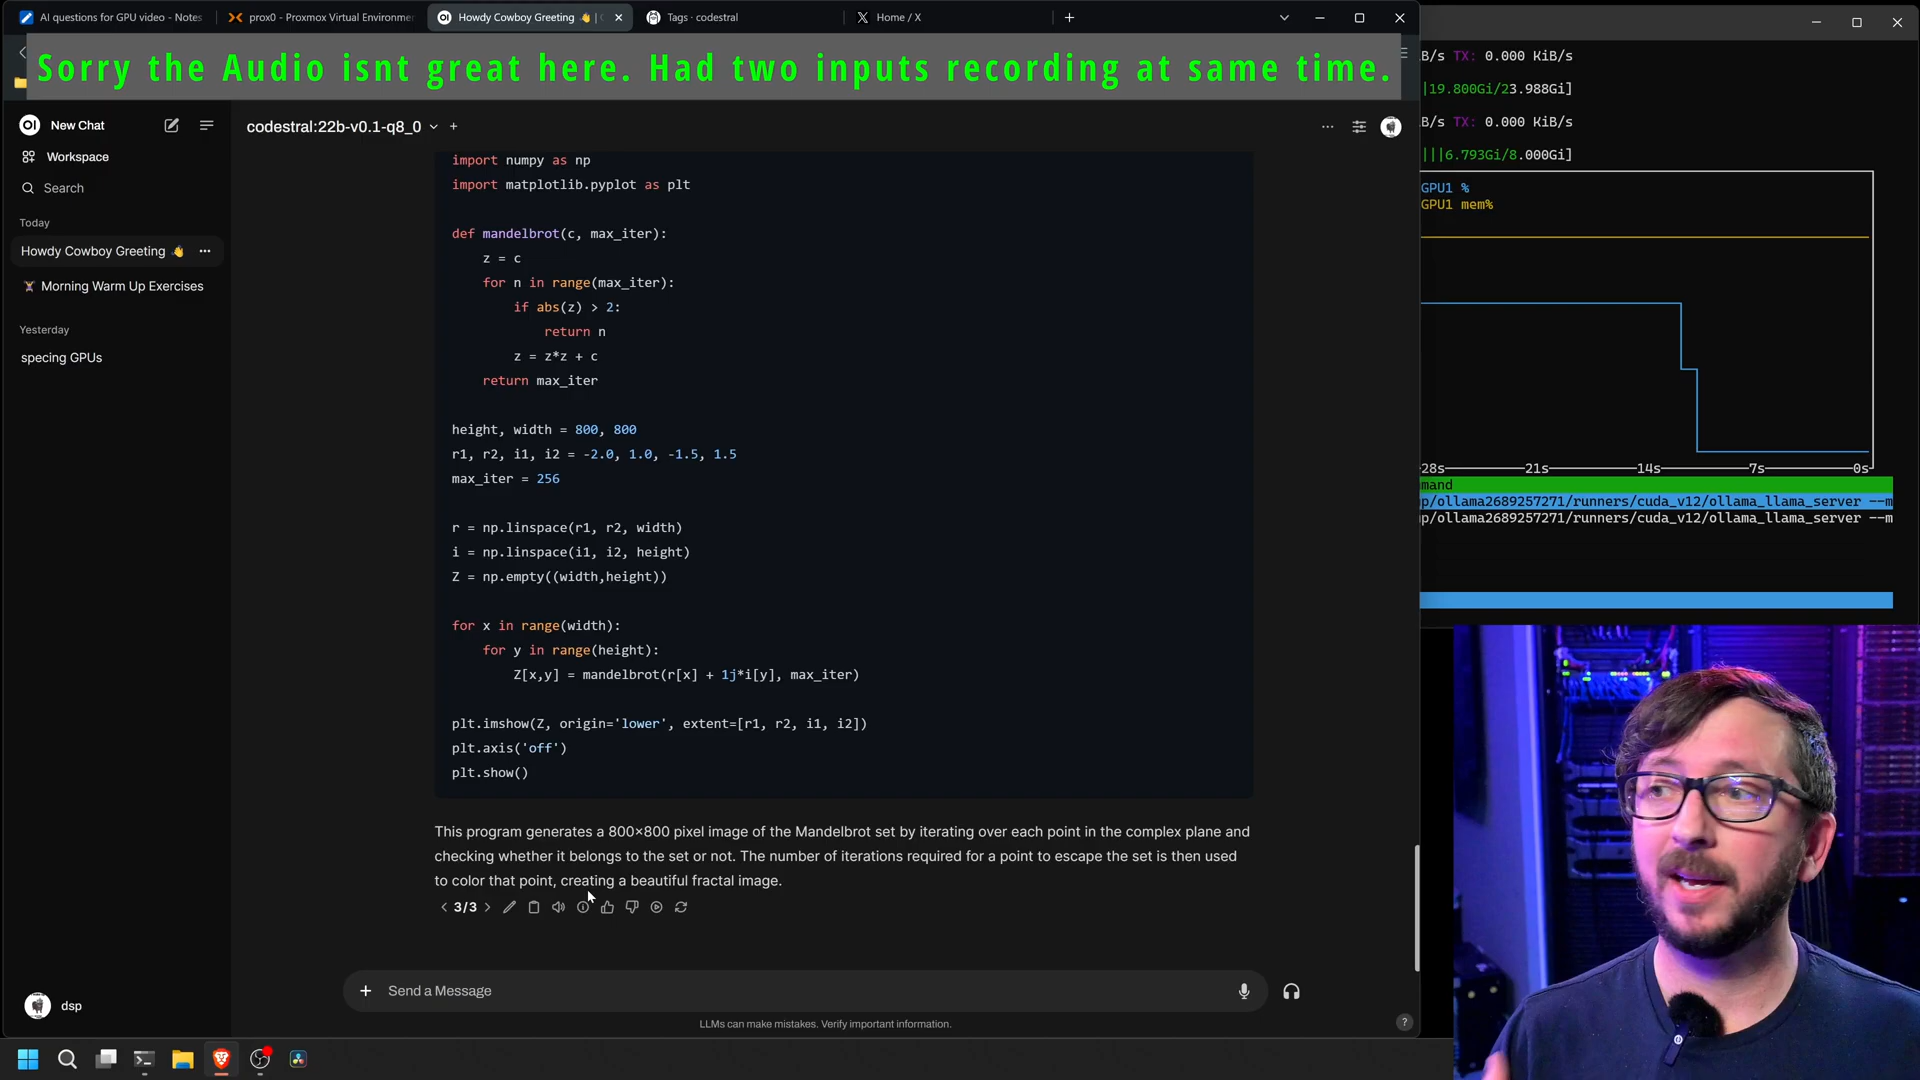 AI questions for GPU video - Notes
prox0 - Proxmox Virtual Environmen
Howdy Cowboy Greeting 👋 |
Tags · codestral
Home / X
Sorry the Audio isnt great here. Had two inputs recording at same time.
New Chat
Workspace
Search
Today
Howdy Cowboy Greeting 👋
🏋️ Morning Warm Up Exercises
Yesterday
specing GPUs
dsp
codestral:22b-v0.1-q8_0
import numpy as np
import matplotlib.pyplot as plt
def mandelbrot(c, max_iter):
    z = c
    for n in range(max_iter):
        if abs(z) > 2:
            return n
        z = z*z + c
    return max_iter
height, width = 800, 800
r1, r2, i1, i2 = -2.0, 1.0, -1.5, 1.5
max_iter = 256
r = np.linspace(r1, r2, width)
i = np.linspace(i1, i2, height)
Z = np.empty((width,height))
for x in range(width):
    for y in range(height):
        Z[x,y] = mandelbrot(r[x] + 1j*i[y], max_iter)
plt.imshow(Z, origin='lower', extent=[r1, r2, i1, i2])
plt.axis('off')
plt.show()
This program generates a 800×800 pixel image of the Mandelbrot set by iterating over each point in the complex plane and
checking whether it belongs to the set or not. The number of iterations required for a point to escape the set is then used
to color that point, creating a beautiful fractal image.
3/3
Send a Message
LLMs can make mistakes. Verify important information.
?
B/s TX: 0.000 KiB/s
|19.800Gi/23.988Gi]
B/s TX: 0.000 KiB/s
|||6.793Gi/8.000Gi]
GPU1 %
GPU1 mem%
28s 21s 14s 7s 0s
mand
p/ollama2689257271/runners/cuda_v12/ollama_llama_server --m
p/ollama2689257271/runners/cuda_v12/ollama_llama_server --m